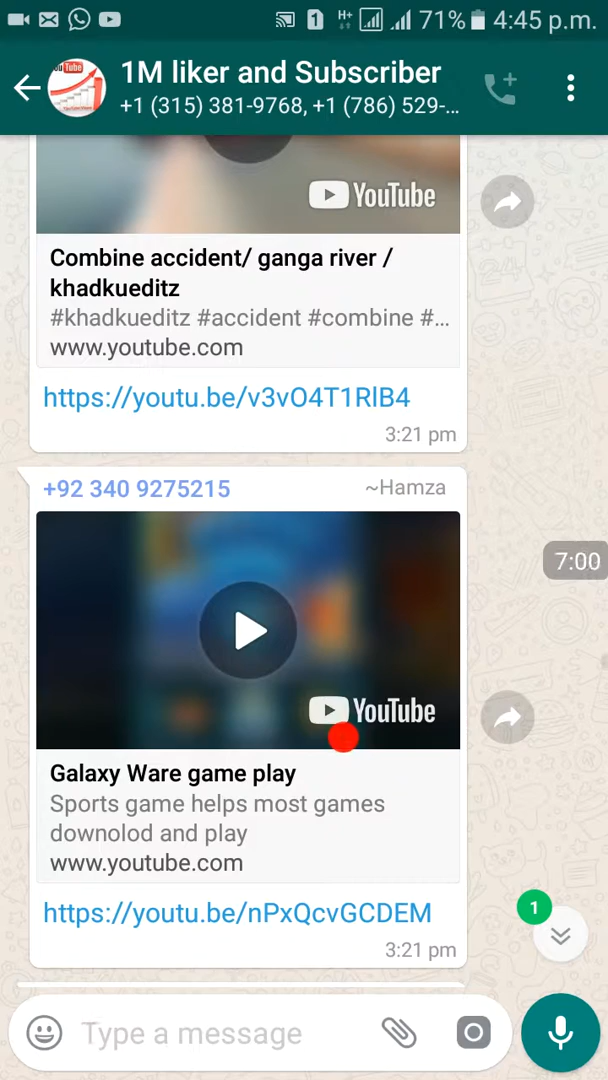 1 H+ 71% 4:45 p.m.
Tube
1M liker and Subscriber
+1 (315) 381-9768, +1 (786) 529-...
YouTube
Combine accident/ ganga river /
khadkueditz
#khadkueditz #accident #combine #...
www.youtube.com
https://youtu.be/v3vO4T1RlB4
3:21 pm
+92 340 9275215 ~Hamza
7:00
YouTube
Galaxy Ware game play
Sports game helps most games
downolod and play
www.youtube.com
https://youtu.be/nPxQcvGCDEM
1
3:21 pm
Type a message